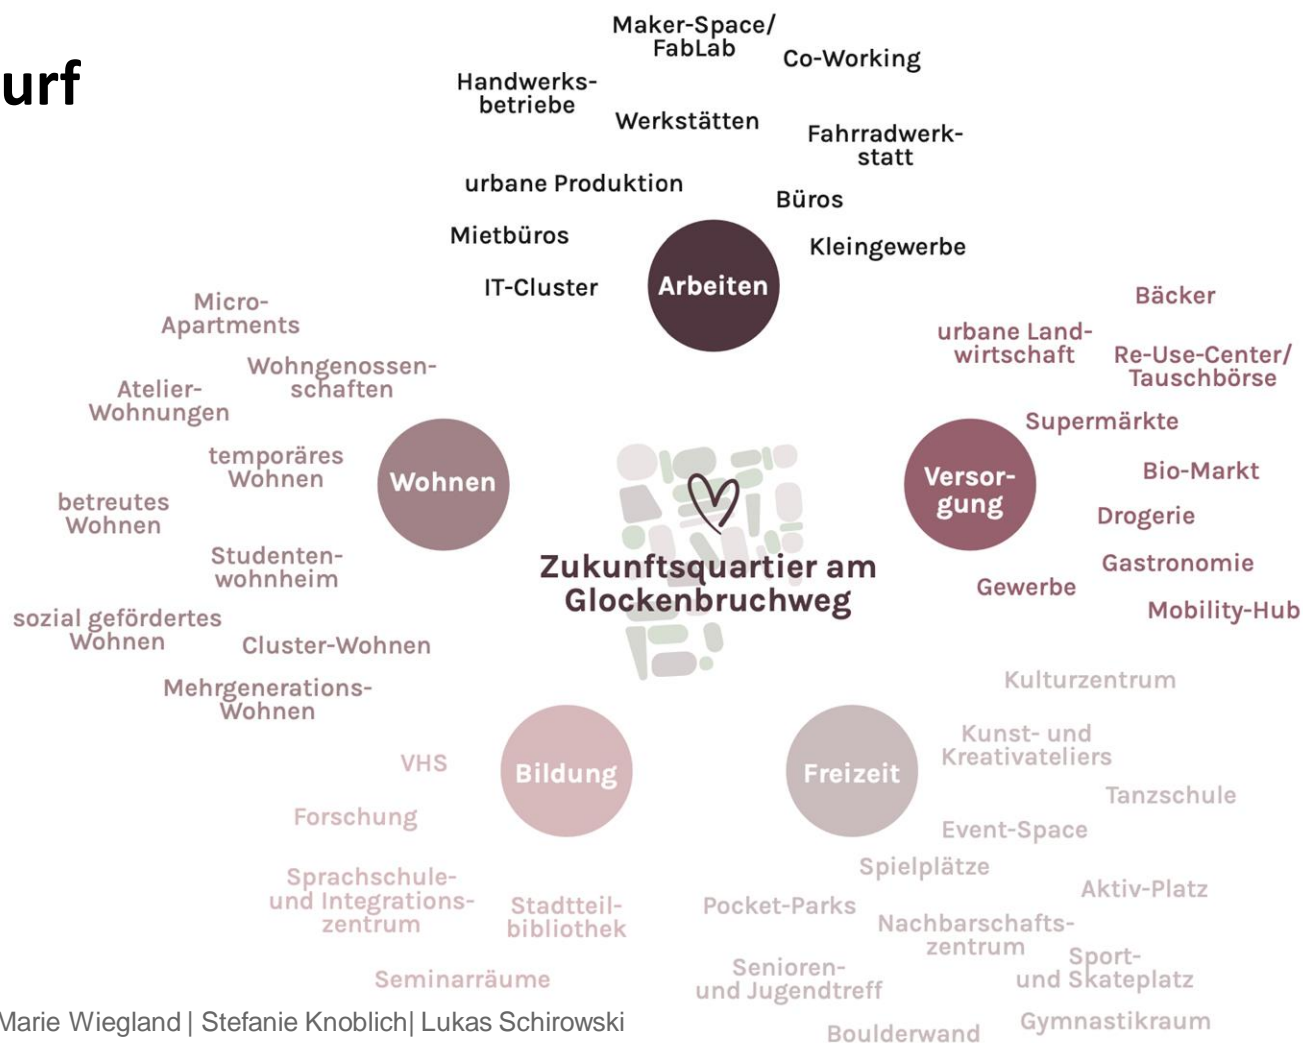 urf
Maker-Space/
FabLab
Co-Working
Handwerks-
betriebe
Werkstätten
Fahrradwerk-
statt
urbane Produktion
Büros
Mietbüros
Kleingewerbe
IT-Cluster
Arbeiten
Micro-
Apartments
Wohngenossen-
schaften
Atelier-
Wohnungen
temporäres
Wohnen
betreutes
Wohnen
Studenten-
wohnheim
sozial gefördertes
Wohnen
Cluster-Wohnen
Mehrgenerations-
Wohnen
Wohnen
Zukunftsquartier am
Glockenbruchweg
Bäcker
urbane Land-
wirtschaft
Re-Use-Center/
Tauschbörse
Supermärkte
Versor-
gung
Bio-Markt
Drogerie
Gastronomie
Gewerbe
Mobility-Hub
VHS
Bildung
Forschung
Sprachschule-
und Integrations-
zentrum
Stadtteil-
bibliothek
Seminarräume
Freizeit
Kulturzentrum
Kunst- und
Kreativateliers
Tanzschule
Event-Space
Spielplätze
Aktiv-Platz
Pocket-Parks
Nachbarschafts-
zentrum
Sport-
und Skateplatz
Senioren-
und Jugendtreff
Gymnastikraum
Boulderwand
Marie Wiegland | Stefanie Knoblich| Lukas Schirowski